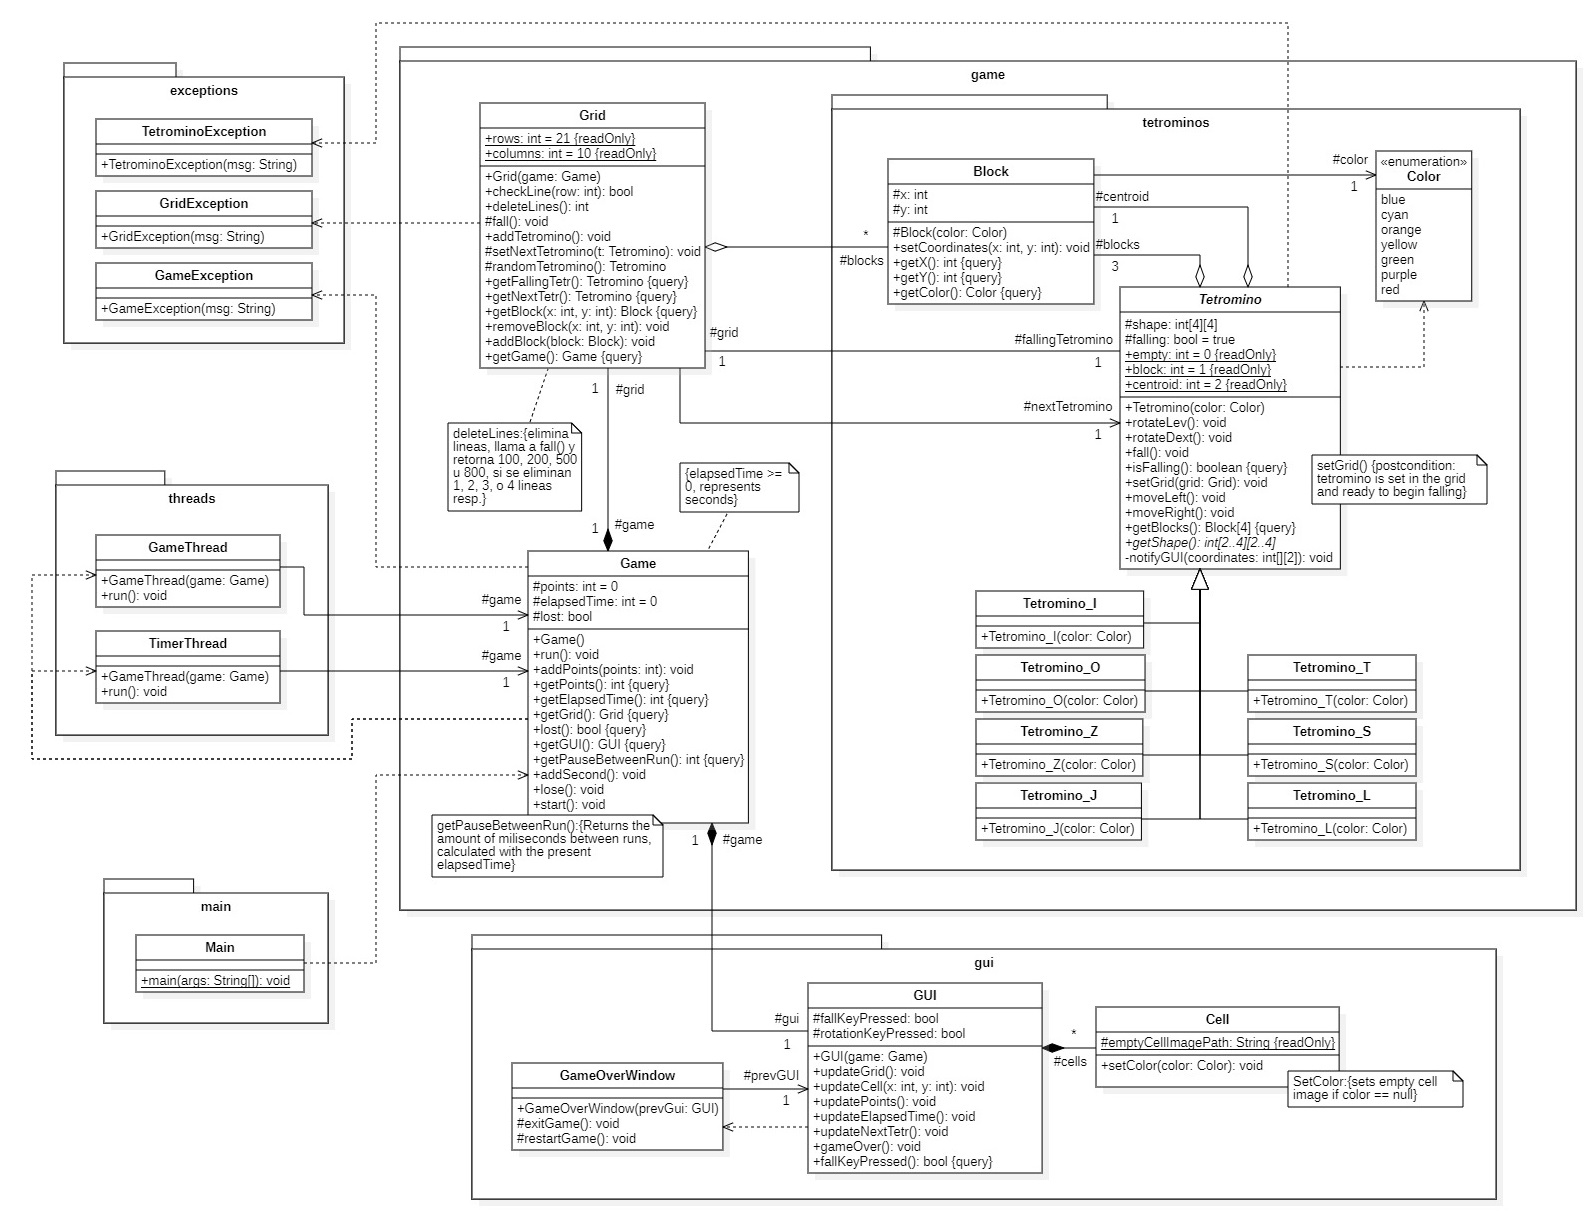 exceptions
TetrominoException
+TetrominoException(msg: String)
GridException
+GridException(msg: String)
GameException
+GameException(msg: String)
game
Grid
+rows: int = 21 {readOnly}
+columns: int = 10 {readOnly}
+Grid(game: Game)
+checkLine(row: int): bool
+deleteLines(): int
#fall(): void
+addTetromino(): void
#setNextTetromino(t: Tetromino): void
#randomTetromino(): Tetromino
+getFallingTetr(): Tetromino {query}
+getNextTetr(): Tetromino {query}
+getBlock(x: int, y: int): Block {query}
+removeBlock(x: int, y: int): void
+addBlock(block: Block): void
+getGame(): Game {query}
tetrominos
Block
#x: int
#y: int
#Block(color: Color)
+setCoordinates(x: int, y: int): void
+getX(): int {query}
+getY(): int {query}
+getColor(): Color {query}
#color
1
«enumeration»
Color
blue
cyan
orange
yellow
green
purple
red
#centroid
1
#blocks
3
*
#blocks
Tetromino
#shape: int[4][4]
#falling: bool = true
+empty: int = 0 {readOnly}
+block: int = 1 {readOnly}
+centroid: int = 2 {readOnly}
+Tetromino(color: Color)
+rotateLev(): void
+rotateDext(): void
+fall(): void
+isFalling(): boolean {query}
+setGrid(grid: Grid): void
+moveLeft(): void
+moveRight(): void
+getBlocks(): Block[4] {query}
+getShape(): int[2..4][2..4]
-notifyGUI(coordinates: int[][2]): void
#grid
1
#fallingTetromino
1
#nextTetromino
1
setGrid() {postcondition:
tetromino is set in the grid
and ready to begin falling}
1
#grid
deleteLines:{elimina
lineas, llama a fall() y
retorna 100, 200, 500
u 800, si se eliminan
1, 2, 3, o 4 lineas
resp.}
{elapsedTime >=
0, represents
seconds}
1
#game
Game
#points: int = 0
#elapsedTime: int = 0
#lost: bool
+Game()
+run(): void
+addPoints(points: int): void
+getPoints(): int {query}
+getElapsedTime(): int {query}
+getGrid(): Grid {query}
+lost(): bool {query}
+getGUI(): GUI {query}
+getPauseBetweenRun(): int {query}
+addSecond(): void
+lose(): void
+start(): void
getPauseBetweenRun():{Returns the
amount of miliseconds between runs,
calculated with the present
elapsedTime}
threads
GameThread
+GameThread(game: Game)
+run(): void
TimerThread
+GameThread(game: Game)
+run(): void
#game
1
#game
1
Tetromino_I
+Tetromino_I(color: Color)
Tetromino_O
+Tetromino_O(color: Color)
Tetromino_T
+Tetromino_T(color: Color)
Tetromino_Z
+Tetromino_Z(color: Color)
Tetromino_S
+Tetromino_S(color: Color)
Tetromino_J
+Tetromino_J(color: Color)
Tetromino_L
+Tetromino_L(color: Color)
1
#game
main
Main
+main(args: String[]): void
gui
GUI
#fallKeyPressed: bool
#rotationKeyPressed: bool
+GUI(game: Game)
+updateGrid(): void
+updateCell(x: int, y: int): void
+updatePoints(): void
+updateElapsedTime(): void
+updateNextTetr(): void
+gameOver(): void
+fallKeyPressed(): bool {query}
#gui
1
GameOverWindow
+GameOverWindow(prevGui: GUI)
#exitGame(): void
#restartGame(): void
#prevGUI
1
*
#cells
Cell
#emptyCellImagePath: String {readOnly}
+setColor(color: Color): void
SetColor:{sets empty cell
image if color == null}